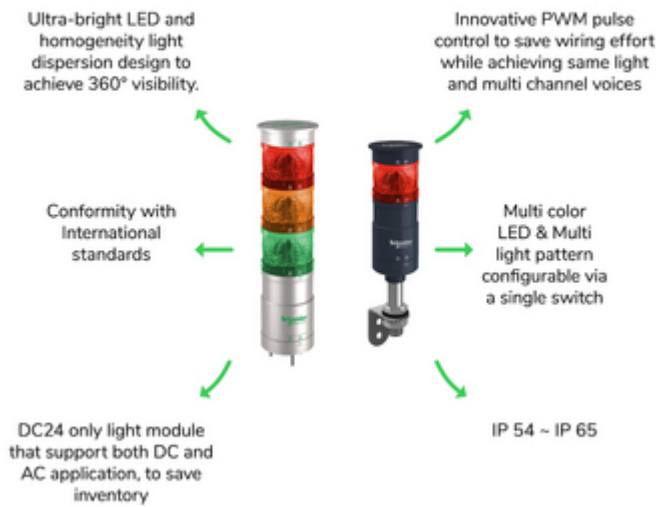 Ultra-bright LED and
homogeneity light
dispersion design to
achieve 360° visibility.
Innovative PWM pulse
control to save wiring effort
while achieving same light
and multi channel voices
Conformity with
International
standards
Multi color
LED & Multi
light pattern
configurable via
a single switch
Schneider
Schneider
DC24 only light module
that support both DC and
AC application, to save
inventory
IP 54 ~ IP 65